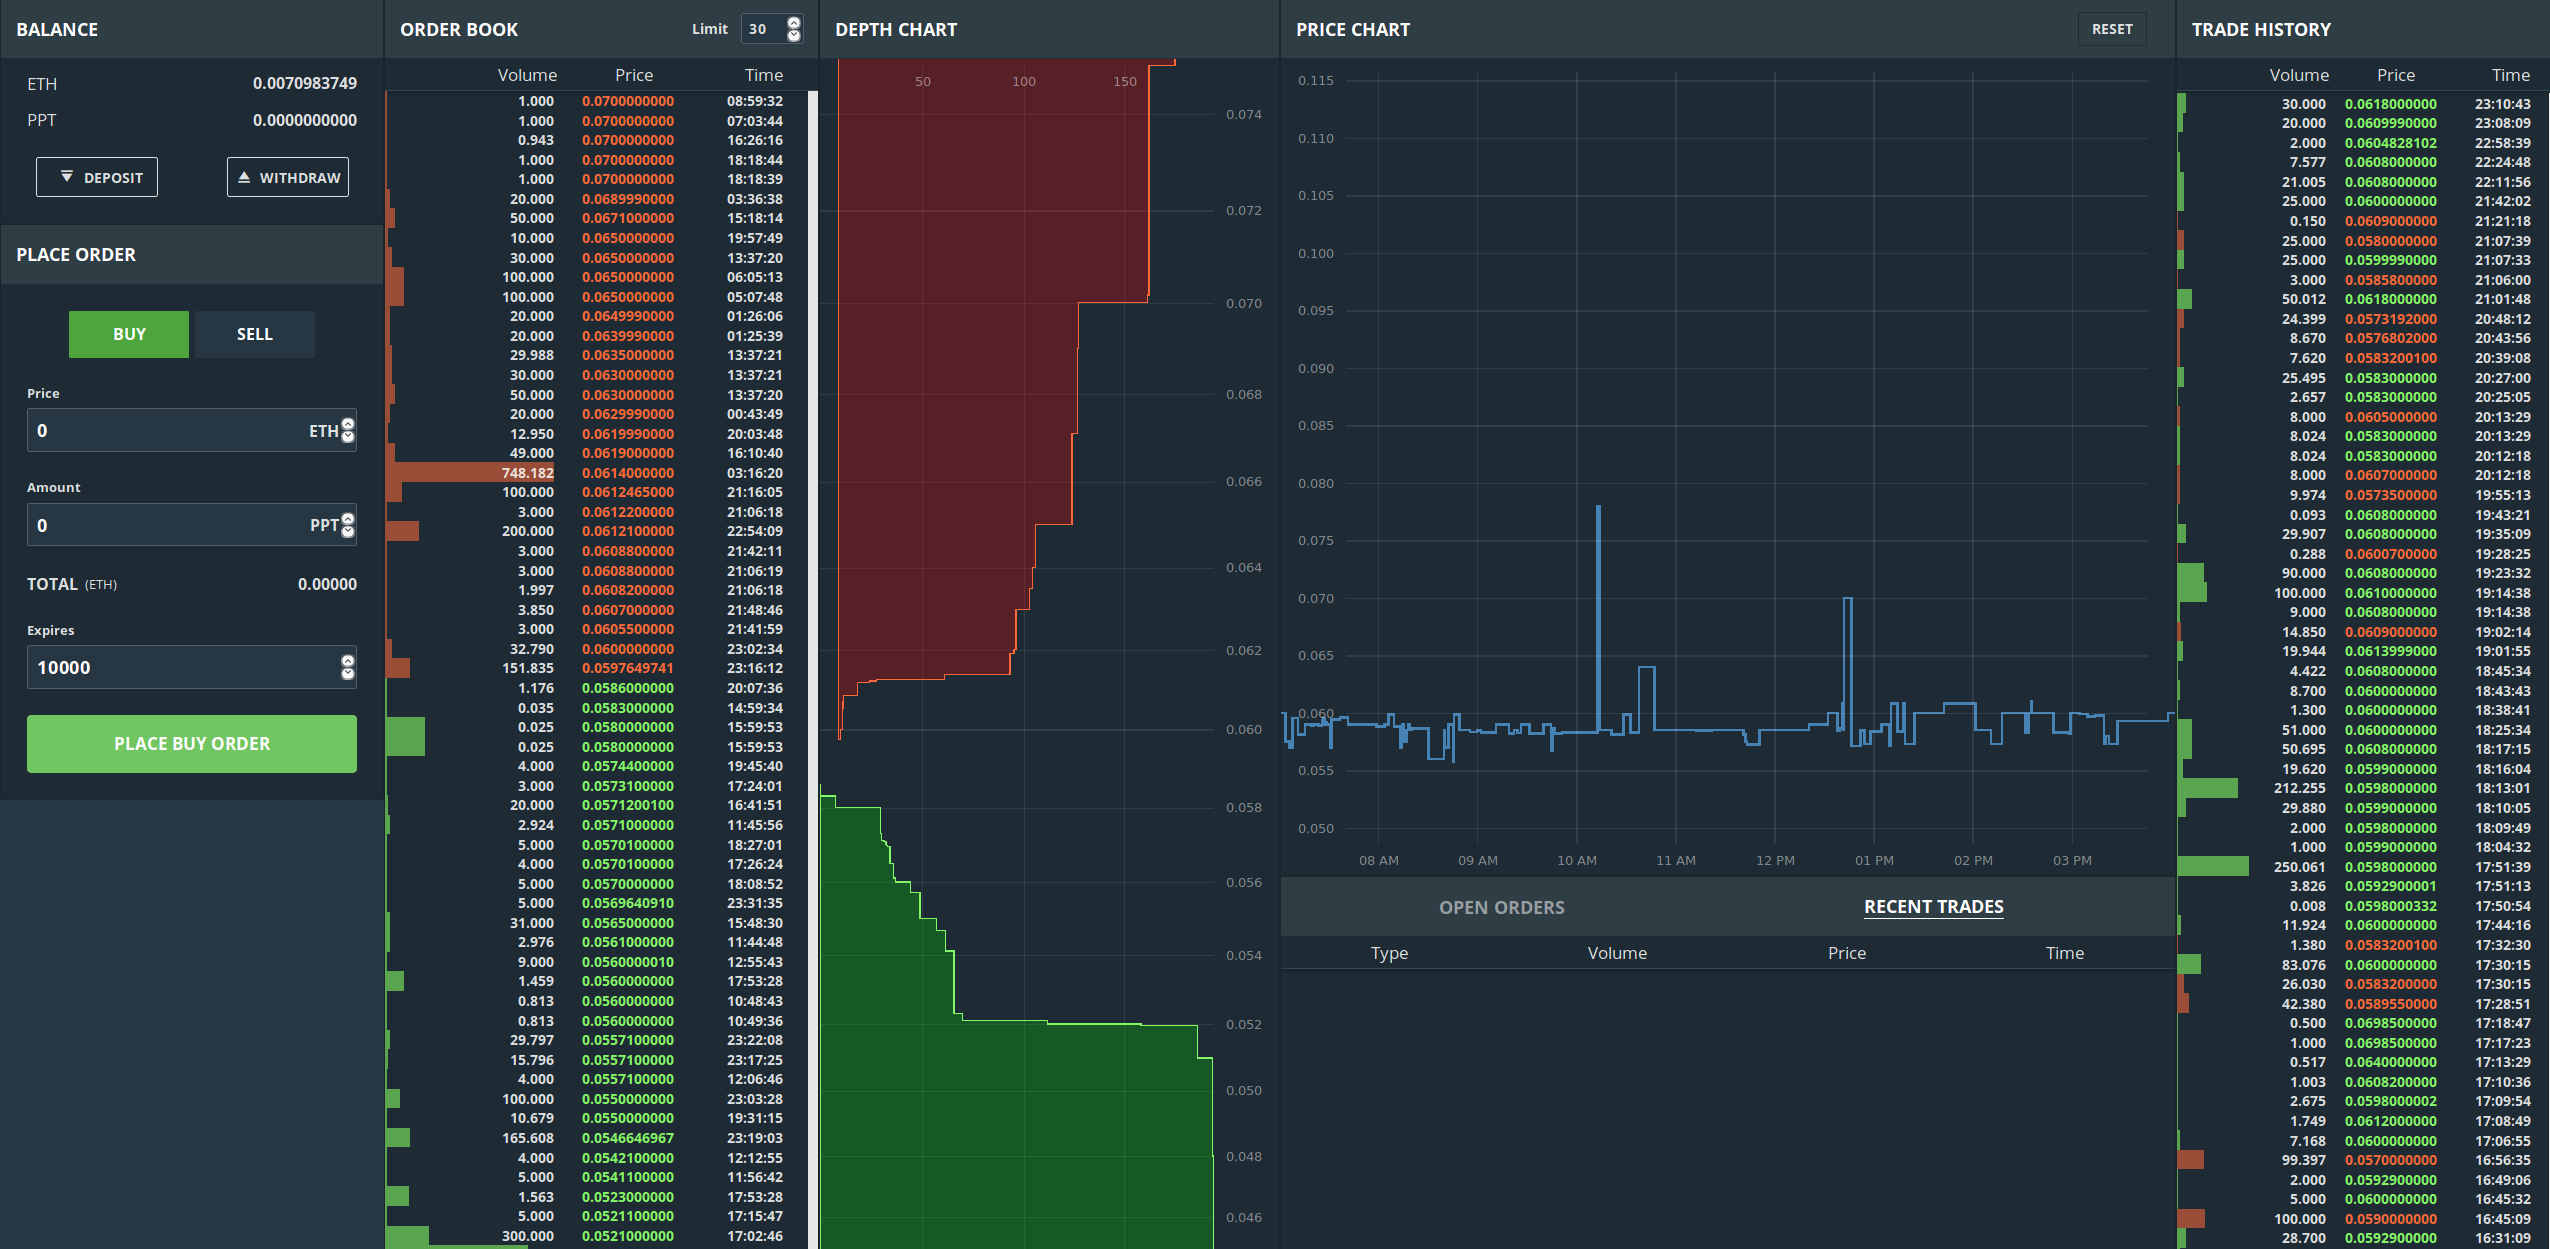 BALANCE
ETH 0.0070983749
PPT 0.0000000000
DEPOSIT WITHDRAW
PLACE ORDER
BUY SELL
Price
0 ETH
Amount
0 PPT
TOTAL (ETH) 0.00000
Expires
10000
PLACE BUY ORDER
ORDER BOOK Limit 30
Volume Price Time
1.000 0.0700000000 08:59:32
1.000 0.0700000000 07:03:44
0.943 0.0700000000 16:26:16
1.000 0.0700000000 18:18:44
1.000 0.0700000000 18:18:39
20.000 0.0689990000 03:36:38
50.000 0.0671000000 15:18:14
10.000 0.0650000000 19:57:49
30.000 0.0650000000 13:37:20
100.000 0.0650000000 06:05:13
100.000 0.0650000000 05:07:48
20.000 0.0649990000 01:26:06
20.000 0.0639990000 01:25:39
29.988 0.0635000000 13:37:21
30.000 0.0630000000 13:37:21
50.000 0.0630000000 13:37:20
20.000 0.0629990000 00:43:49
12.950 0.0619990000 20:03:48
49.000 0.0619000000 16:10:40
748.182 0.0614000000 03:16:20
100.000 0.0612465000 21:16:05
3.000 0.0612200000 21:06:18
200.000 0.0612100000 22:54:09
3.000 0.0608800000 21:42:11
3.000 0.0608800000 21:06:19
1.997 0.0608200000 21:06:18
3.850 0.0607000000 21:48:46
3.000 0.0605500000 21:41:59
32.790 0.0600000000 23:02:34
151.835 0.0597649741 23:16:12
1.176 0.0586000000 20:07:36
0.035 0.0583000000 14:59:34
0.025 0.0580000000 15:59:53
0.025 0.0580000000 15:59:53
4.000 0.0574400000 19:45:40
3.000 0.0573100000 17:24:01
20.000 0.0571200100 16:41:51
2.924 0.0571000000 11:45:56
5.000 0.0570100000 18:27:01
4.000 0.0570100000 17:26:24
5.000 0.0570000000 18:08:52
5.000 0.0569640910 23:31:35
31.000 0.0565000000 15:48:30
2.976 0.0561000000 11:44:48
9.000 0.0560000010 12:55:43
1.459 0.0560000000 17:53:28
0.813 0.0560000000 10:48:43
0.813 0.0560000000 10:49:36
29.797 0.0557100000 23:22:08
15.796 0.0557100000 23:17:25
4.000 0.0557100000 12:06:46
100.000 0.0550000000 23:03:28
10.679 0.0550000000 19:31:15
165.608 0.0546646967 23:19:03
4.000 0.0542100000 12:12:55
5.000 0.0541100000 11:56:42
1.563 0.0523000000 17:53:28
5.000 0.0521100000 17:15:47
300.000 0.0521000000 17:02:46
DEPTH CHART
50 100 150
0.074
0.072
0.070
0.068
0.066
0.064
0.062
0.060
0.058
0.056
0.054
0.052
0.050
0.048
0.046
PRICE CHART RESET
0.115
0.110
0.105
0.100
0.095
0.090
0.085
0.080
0.075
0.070
0.065
0.060
0.055
0.050
08 AM 09 AM 10 AM 11 AM 12 PM 01 PM 02 PM 03 PM
OPEN ORDERS RECENT TRADES
Type Volume Price Time
TRADE HISTORY
Volume Price Time
30.000 0.0618000000 23:10:43
20.000 0.0609990000 23:08:09
2.000 0.0604828102 22:58:39
7.577 0.0608000000 22:24:48
21.005 0.0608000000 22:11:56
25.000 0.0600000000 21:42:02
0.150 0.0609000000 21:21:18
25.000 0.0580000000 21:07:39
25.000 0.0599990000 21:07:33
3.000 0.0585800000 21:06:00
50.012 0.0618000000 21:01:48
24.399 0.0573192000 20:48:12
8.670 0.0576802000 20:43:56
7.620 0.0583200100 20:39:08
25.495 0.0583000000 20:27:00
2.657 0.0583000000 20:25:05
8.000 0.0605000000 20:13:29
8.024 0.0583000000 20:13:29
8.024 0.0583000000 20:12:18
8.000 0.0607000000 20:12:18
9.974 0.0573500000 19:55:13
0.093 0.0608000000 19:43:21
29.907 0.0608000000 19:35:09
0.288 0.0600700000 19:28:25
90.000 0.0608000000 19:23:32
100.000 0.0610000000 19:14:38
9.000 0.0608000000 19:14:38
14.850 0.0609000000 19:02:14
19.944 0.0613999000 19:01:55
4.422 0.0608000000 18:45:34
8.700 0.0600000000 18:43:43
1.300 0.0600000000 18:38:41
51.000 0.0600000000 18:25:34
50.695 0.0608000000 18:17:15
19.620 0.0599000000 18:16:04
212.255 0.0598000000 18:13:01
29.880 0.0599000000 18:10:05
2.000 0.0598000000 18:09:49
1.000 0.0599000000 18:04:32
250.061 0.0598000000 17:51:39
3.826 0.0592900001 17:51:13
0.008 0.0598000332 17:50:54
11.924 0.0600000000 17:44:16
1.380 0.0583200100 17:32:30
83.076 0.0600000000 17:30:15
26.030 0.0583200000 17:30:15
42.380 0.0589550000 17:28:51
0.500 0.0698500000 17:18:47
1.000 0.0698500000 17:17:23
0.517 0.0640000000 17:13:29
1.003 0.0608200000 17:10:36
2.675 0.0598000002 17:09:54
1.749 0.0612000000 17:08:49
7.168 0.0600000000 17:06:55
99.397 0.0570000000 16:56:35
2.000 0.0592900000 16:49:06
5.000 0.0600000000 16:45:32
100.000 0.0590000000 16:45:09
28.700 0.0592900000 16:31:09